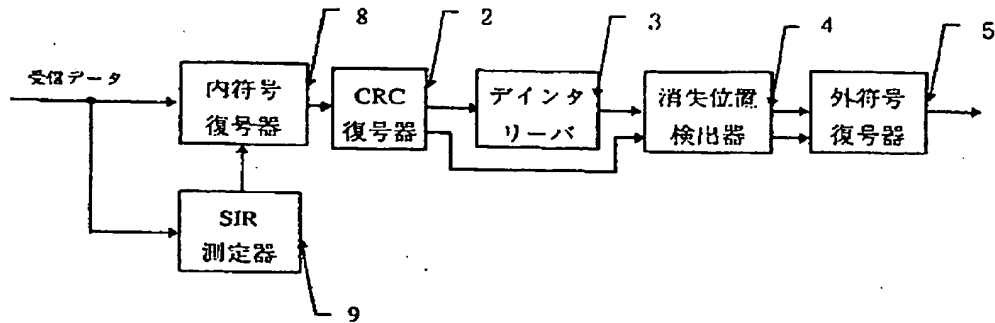 8
2
3
4
5
受信データ
内符号
復号器
CRC
復号器
デインタ
リーバ
消失位置
検出器
外符号
復号器
SIR
測定器
9